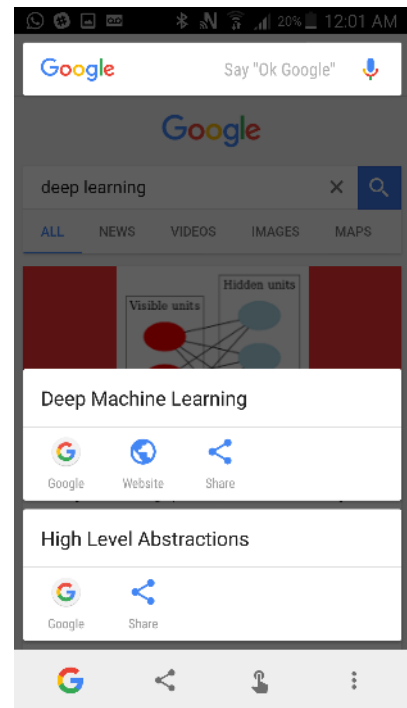 20% 12:01 AM
Google Say "Ok Google"
Google
deep learning
ALL NEWS VIDEOS IMAGES MAPS
Hidden units
Visible units
Deep Machine Learning
Google Website Share
High Level Abstractions
Google Share